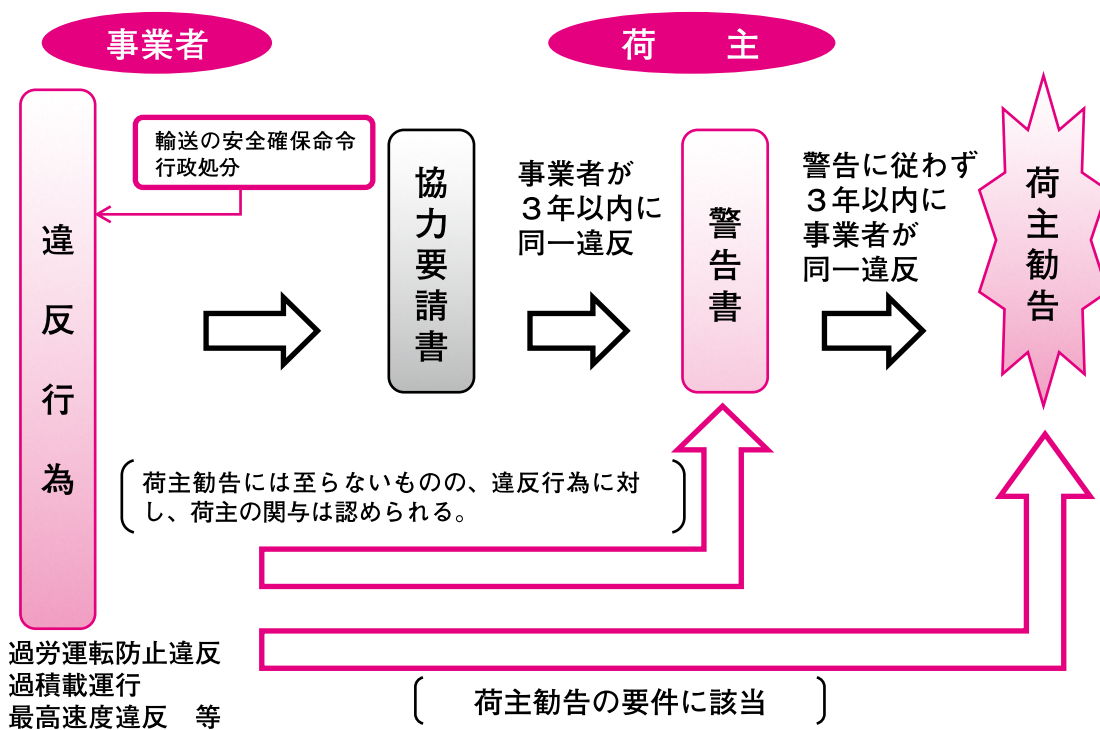 事業者
荷　　主
輸送の安全確保命令
行政処分
違反行為
協力要請書
事業者が
３年以内に
同一違反
警告書
警告に従わず
３年以内に
事業者が
同一違反
荷主勧告
荷主勧告には至らないものの、違反行為に対
し、荷主の関与は認められる。
過労運転防止違反
過積載運行
最高速度違反　等
荷主勧告の要件に該当